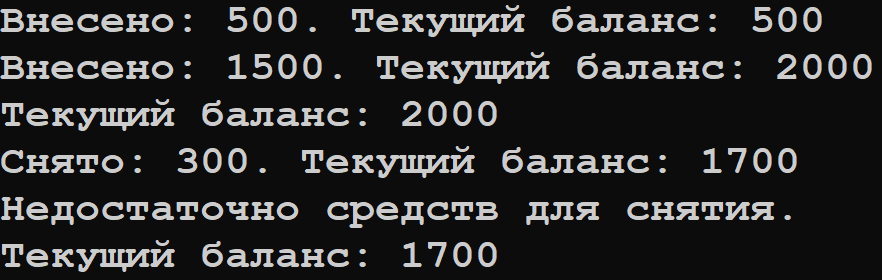 Внесено: 500. Текущий баланс: 500
Внесено: 1500. Текущий баланс: 2000
Текущий баланс: 2000
Снято: 300. Текущий баланс: 1700
Недостаточно средств для снятия.
Текущий баланс: 1700